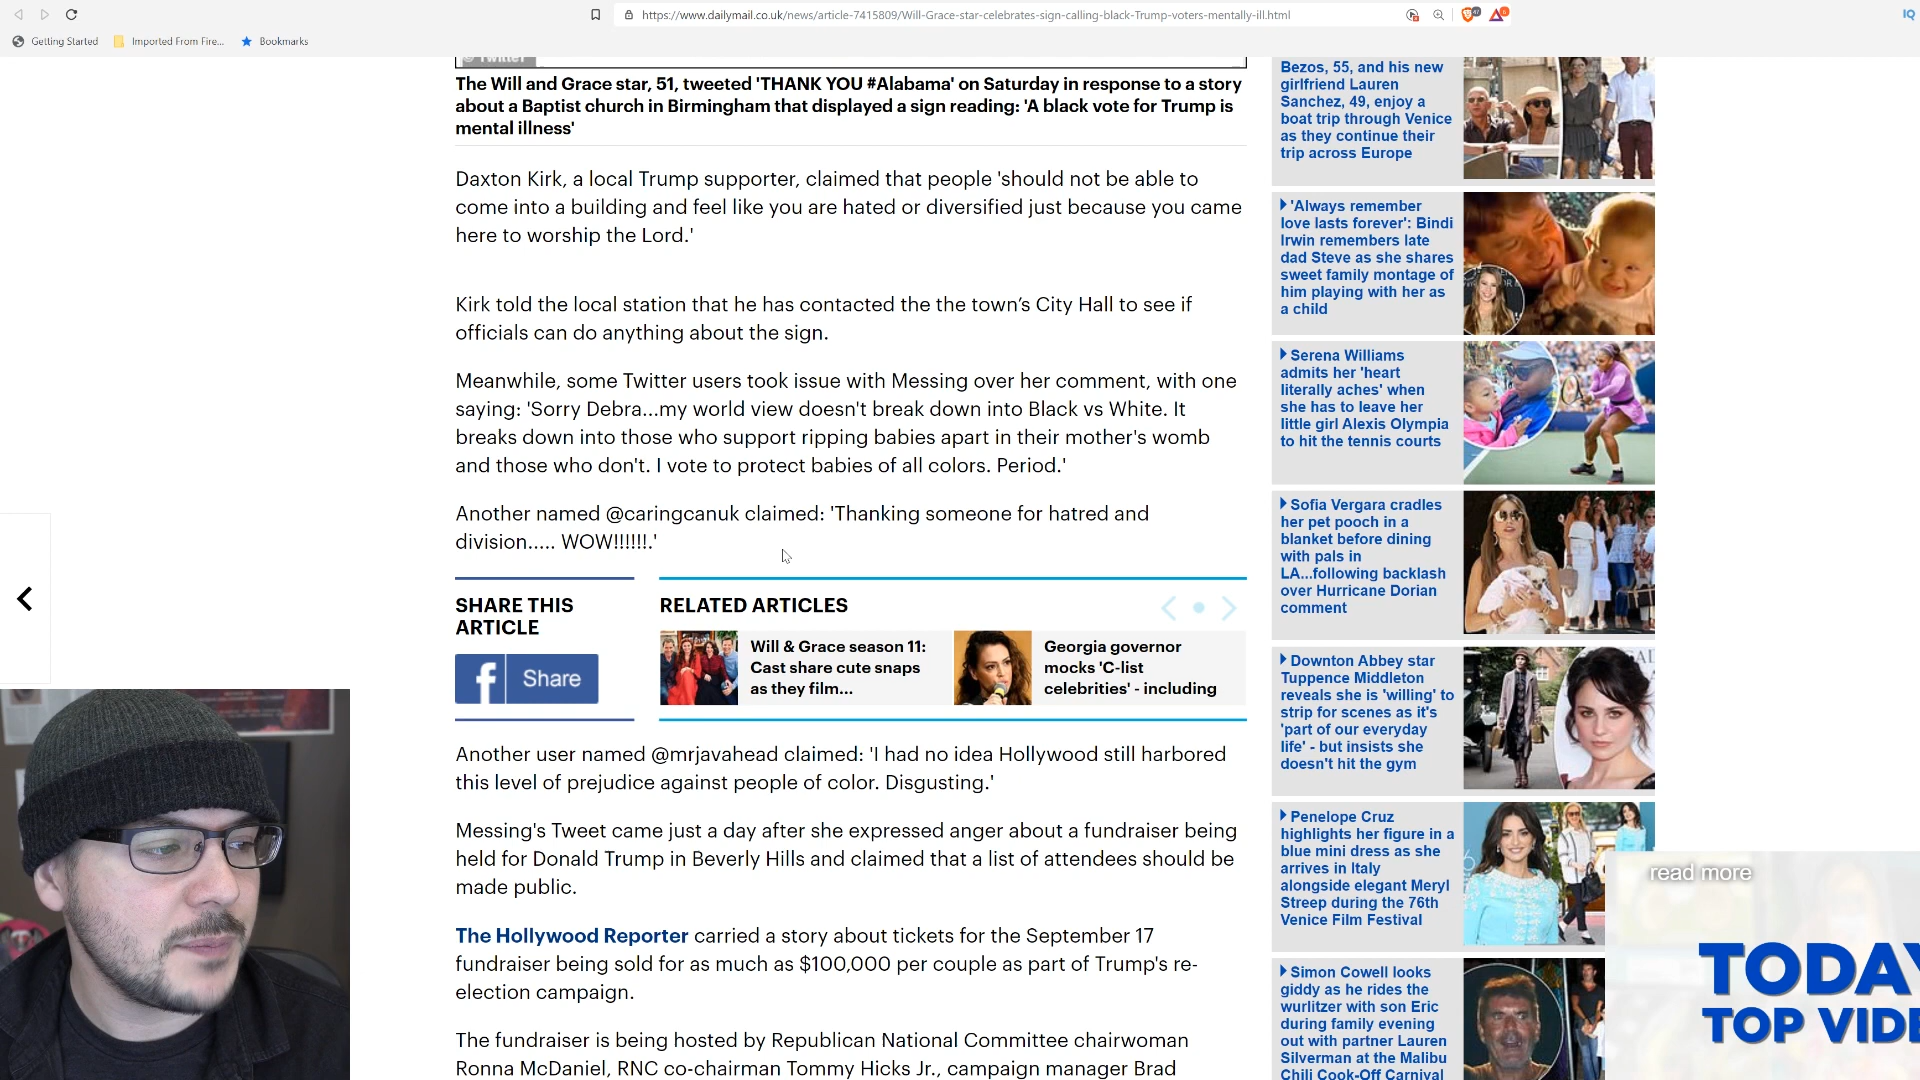 https://www.dailymail.co.uk/news/article-7415809/Will-Grace-star-celebrates-sign-calling-black-Trump-voters-mentally-ill.html
IQ
Getting Started
Imported From Fire...
Bookmarks
The Will and Grace star, 51, tweeted 'THANK YOU #Alabama' on Saturday in response to a story
about a Baptist church in Birmingham that displayed a sign reading: 'A black vote for Trump is
mental illness'
Daxton Kirk, a local Trump supporter, claimed that people 'should not be able to
come into a building and feel like you are hated or diversified just because you came
here to worship the Lord.'
Kirk told the local station that he has contacted the the town's City Hall to see if
officials can do anything about the sign.
Meanwhile, some Twitter users took issue with Messing over her comment, with one
saying: 'Sorry Debra...my world view doesn't break down into Black vs White. It
breaks down into those who support ripping babies apart in their mother's womb
and those who don't. I vote to protect babies of all colors. Period.'
Another named @caringcanuk claimed: 'Thanking someone for hatred and
division..... WOW!!!!!!.'
SHARE THIS
ARTICLE
Share
RELATED ARTICLES
Will & Grace season 11:
Cast share cute snaps
as they film...
Georgia governor
mocks 'C-list
celebrities' - including
Another user named @mrjavahead claimed: 'I had no idea Hollywood still harbored
this level of prejudice against people of color. Disgusting.'
Messing's Tweet came just a day after she expressed anger about a fundraiser being
held for Donald Trump in Beverly Hills and claimed that a list of attendees should be
made public.
The Hollywood Reporter carried a story about tickets for the September 17
fundraiser being sold for as much as $100,000 per couple as part of Trump's re-
election campaign.
The fundraiser is being hosted by Republican National Committee chairwoman
Ronna McDaniel, RNC co-chairman Tommy Hicks Jr., campaign manager Brad
Bezos, 55, and his new
girlfriend Lauren
Sanchez, 49, enjoy a
boat trip through Venice
as they continue their
trip across Europe
'Always remember
love lasts forever': Bindi
Irwin remembers late
dad Steve as she shares
sweet family montage of
him playing with her as
a child
Serena Williams
admits her 'heart
literally aches' when
she has to leave her
little girl Alexis Olympia
to hit the tennis courts
Sofia Vergara cradles
her pet pooch in a
blanket before dining
with pals in
LA...following backlash
over Hurricane Dorian
comment
Downton Abbey star
Tuppence Middleton
reveals she is 'willing' to
strip for scenes as it's
'part of our everyday
life' - but insists she
doesn't hit the gym
Penelope Cruz
highlights her figure in a
blue mini dress as she
arrives in Italy
alongside elegant Meryl
Streep during the 76th
Venice Film Festival
Simon Cowell looks
giddy as he rides the
wurlitzer with son Eric
during family evening
out with partner Lauren
Silverman at the Malibu
Chili Cook-Off Carnival
read more
TODAY
TOP VIDE